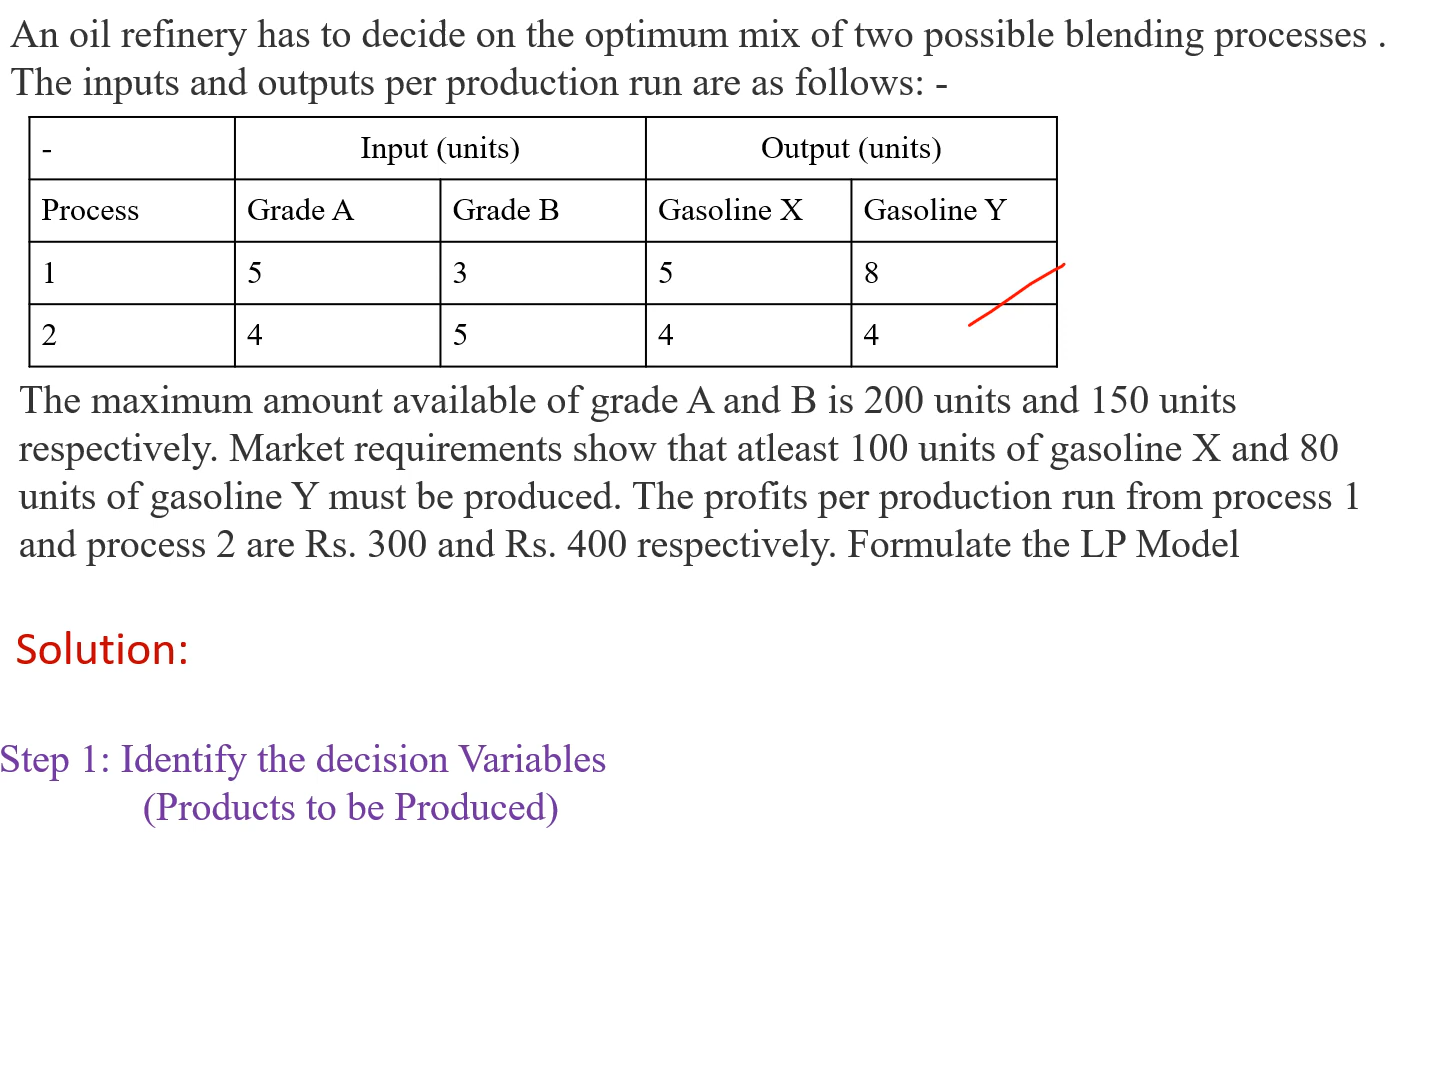 An oil refinery has to decide on the optimum mix of two possible blending processes .
The inputs and outputs per production run are as follows: -
- Input (units) Output (units)
Process Grade A Grade B Gasoline X Gasoline Y
1 5 3 5 8
2 4 5 4 4
The maximum amount available of grade A and B is 200 units and 150 units
respectively. Market requirements show that atleast 100 units of gasoline X and 80
units of gasoline Y must be produced. The profits per production run from process 1
and process 2 are Rs. 300 and Rs. 400 respectively. Formulate the LP Model
Solution:
Step 1: Identify the decision Variables
(Products to be Produced)